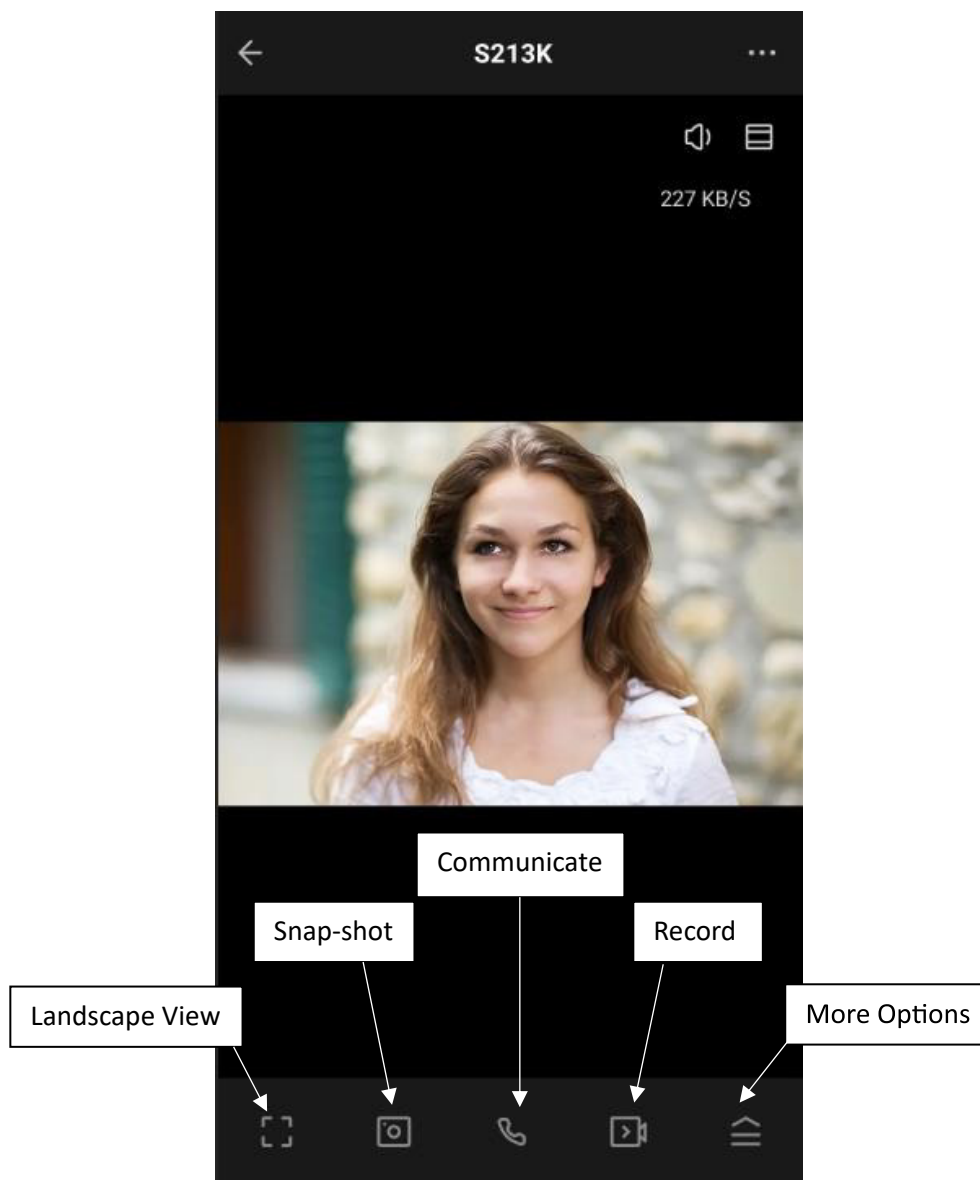 S213K
227 KB/S
Communicate
Snap-shot
Record
Landscape View
More Options